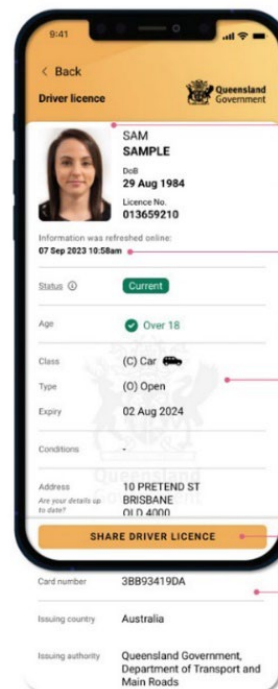 9:41
< Back
Driver licence
Queensland
Government
SAM
SAMPLE
DoB
29 Aug 1984
Licence No.
013659210
Information was refreshed online:
07 Sep 2023 10:58am
Status
Current
Age
Over 18
Class
(C) Car
Type
(O) Open
Expiry
02 Aug 2024
Conditions
-
Queensland
Government
Address
Are your details up
to date?
10 PRETEND ST
BRISBANE
QLD 4000
SHARE DRIVER LICENCE
Card number
3BB93419DA
Issuing country
Australia
Issuing authority
Queensland Government,
Department of Transport and
Main Roads